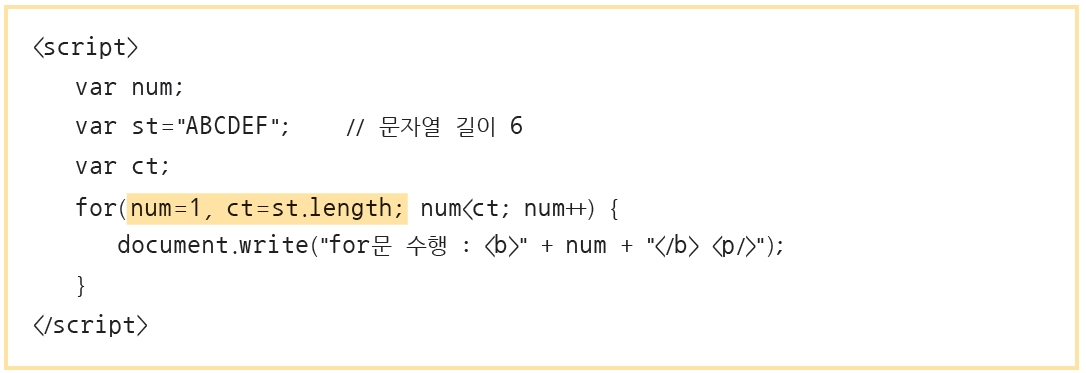 <script>
var num;
var st="ABCDEF"; // 문자열 길이 6
var ct;
for(num=1, ct=st.length; num<ct; num++) {
document.write("for문 수행 : <b>" + num + "</b> <p/>");
}
</script>